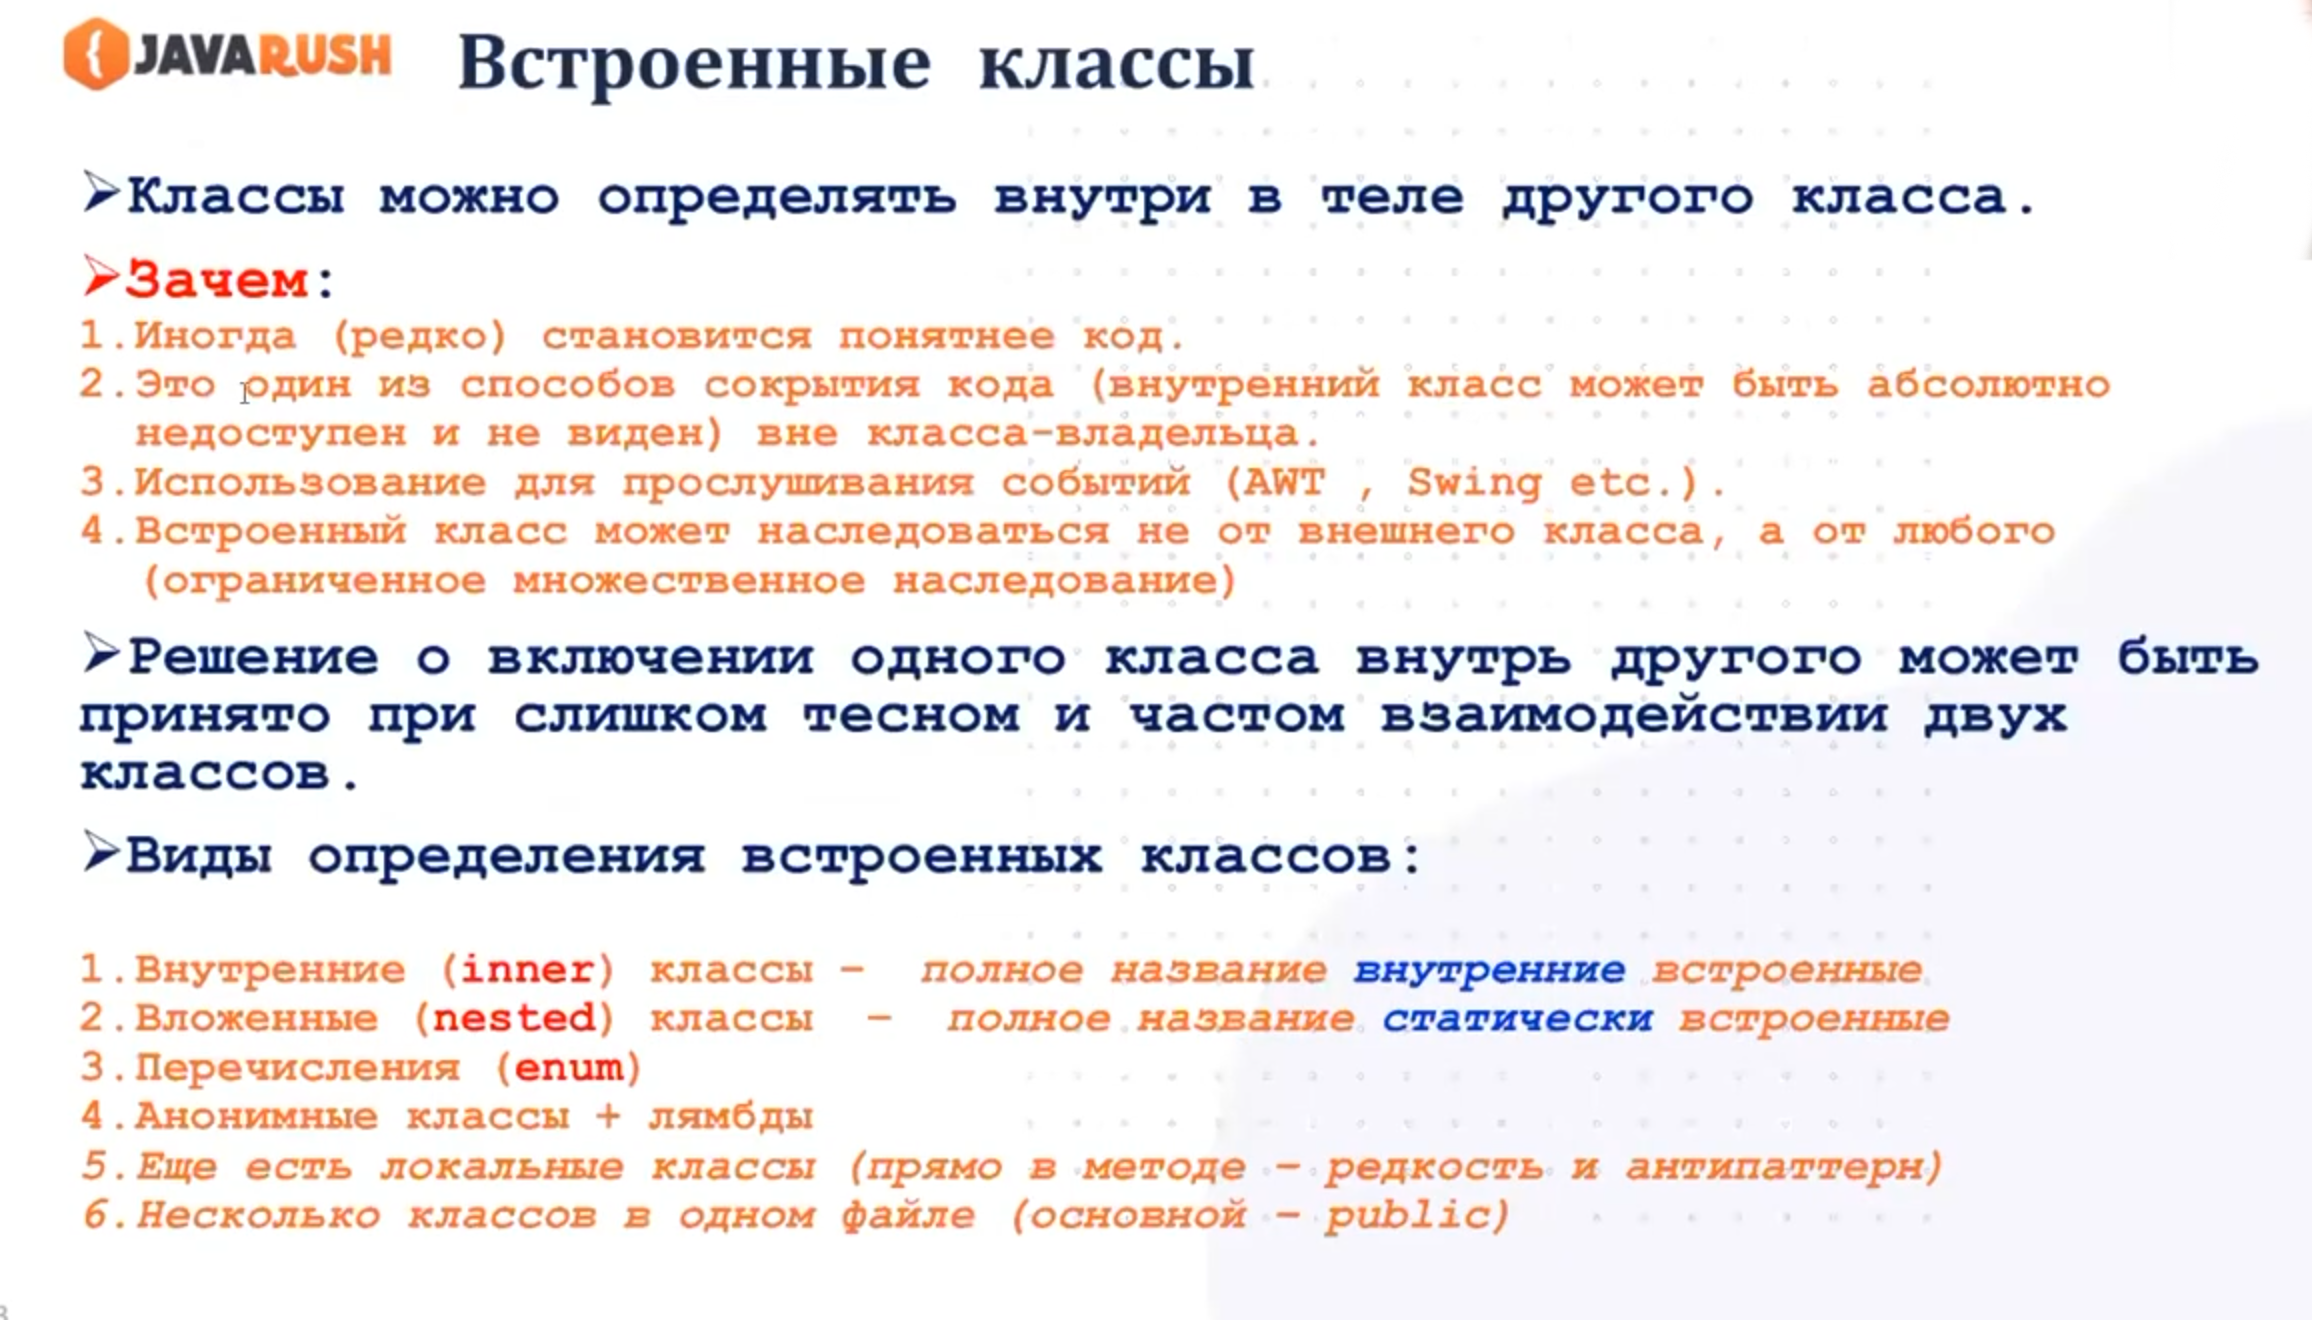 JAVARUSH Встроенные классы
➢Классы можно определять внутри в теле другого класса.
➢Зачем:
1.Иногда (редко) становится понятнее код.
2.Это один из способов сокрытия кода (внутренний класс может быть абсолютно
недоступен и не виден) вне класса-владельца.
3.Использование для прослушивания событий (AWT , Swing etc.).
4.Встроенный класс может наследоваться не от внешнего класса, а от любого
(ограниченное множественное наследование)
➢Решение о включении одного класса внутрь другого может быть
принято при слишком тесном и частом взаимодействии двух
классов.
➢Виды определения встроенных классов:
1.Внутренние (inner) классы – полное название внутренние встроенные
2.Вложенные (nested) классы – полное название статически встроенные
3.Перечисления (enum)
4.Анонимные классы + лямбды
5.Еще есть локальные классы (прямо в методе – редкость и антипаттерн)
6.Несколько классов в одном файле (основной – public)